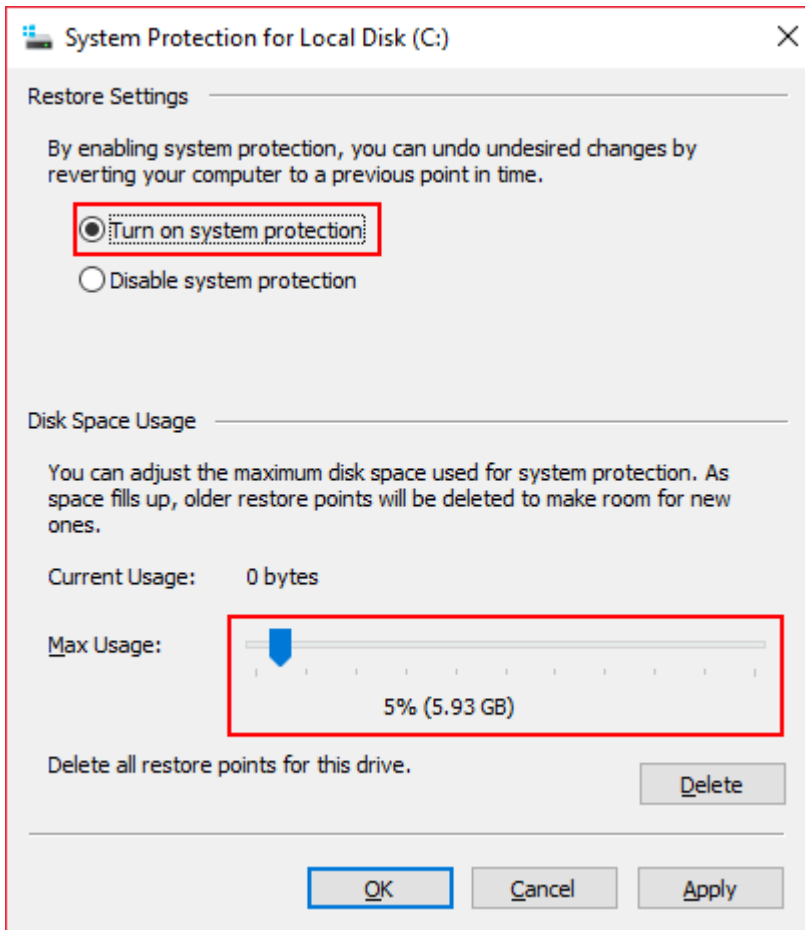 System Protection for Local Disk (C:)
Restore Settings
By enabling system protection, you can undo undesired changes by
reverting your computer to a previous point in time.
Turn on system protection
Disable system protection
Disk Space Usage
You can adjust the maximum disk space used for system protection. As
space fills up, older restore points will be deleted to make room for new
ones.
Current Usage: 0 bytes
Max Usage:
5% (5.93 GB)
Delete all restore points for this drive.
Delete
OK Cancel Apply